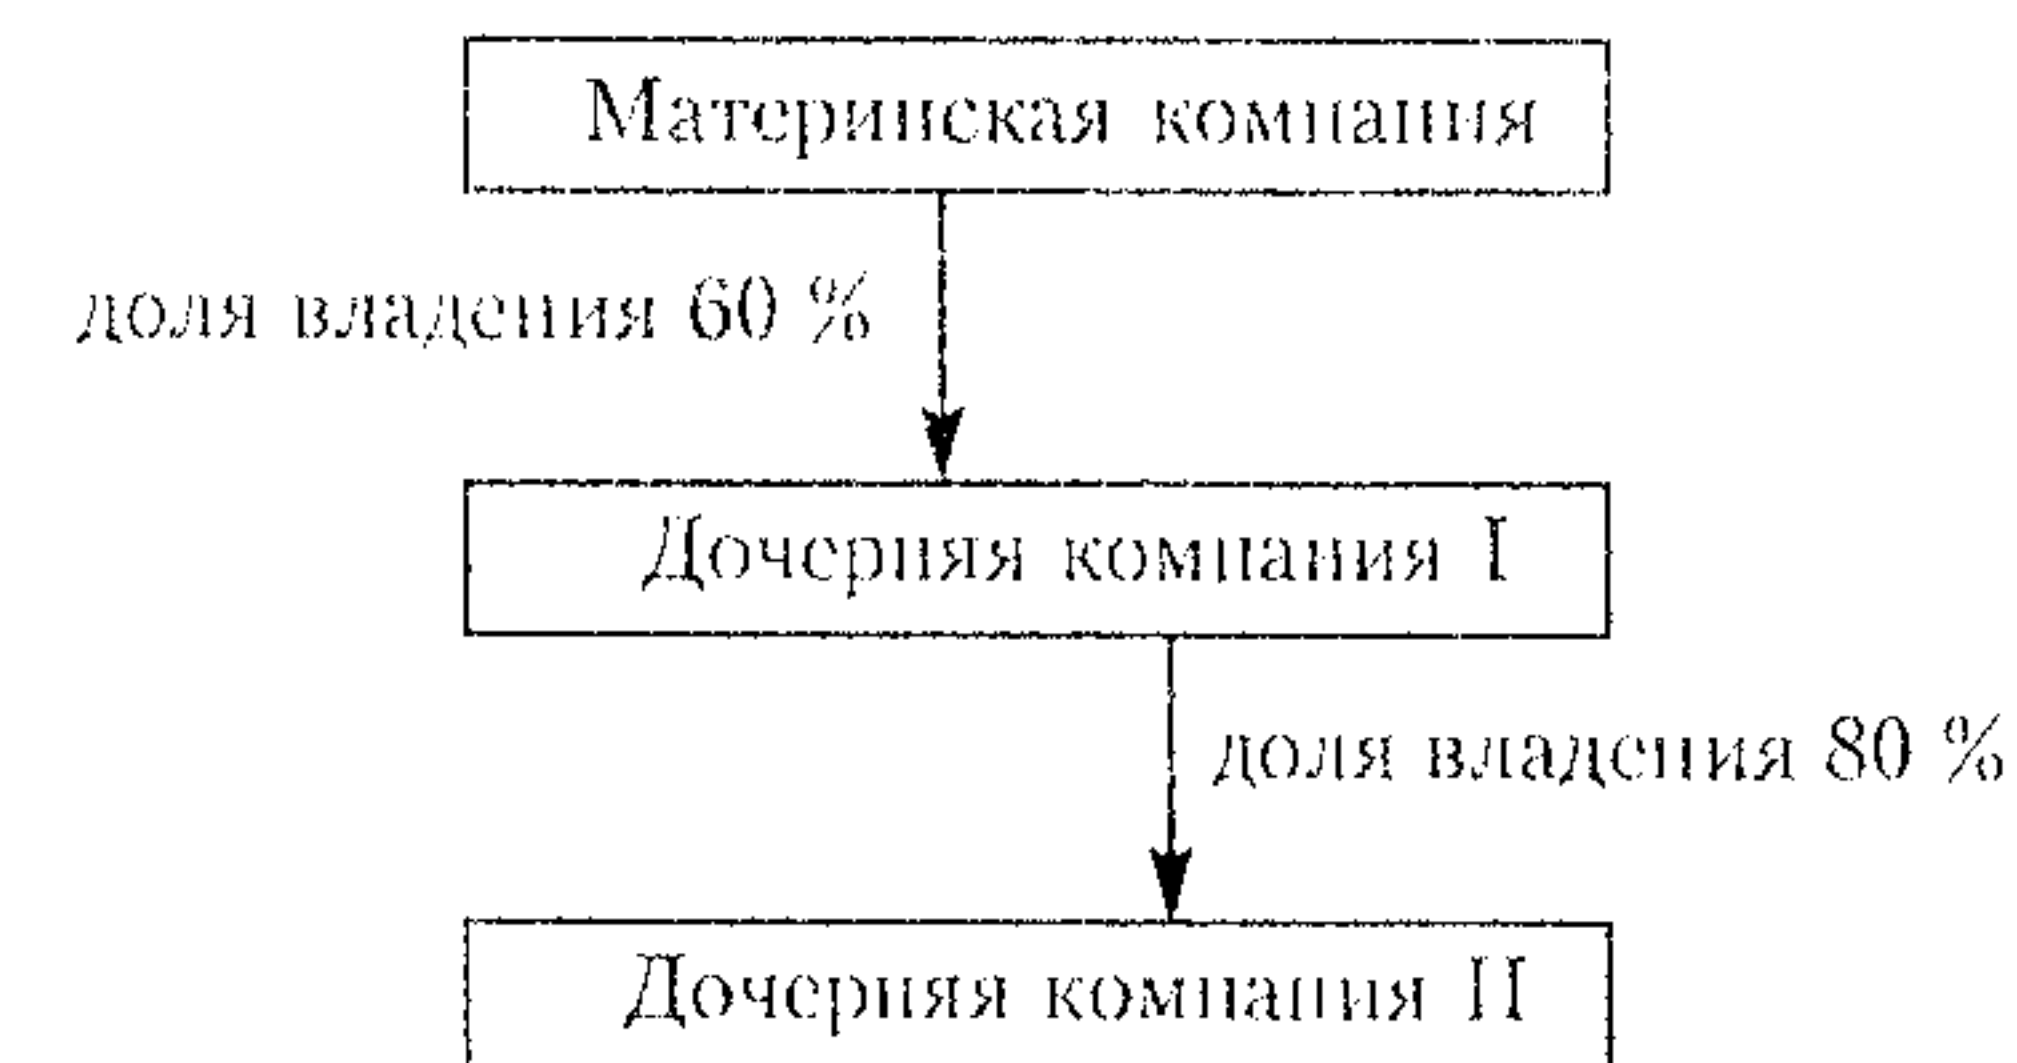 Материнская компания
доля владения 60 %
Дочерняя компания I
доля владения 80 %
Дочерняя компания II